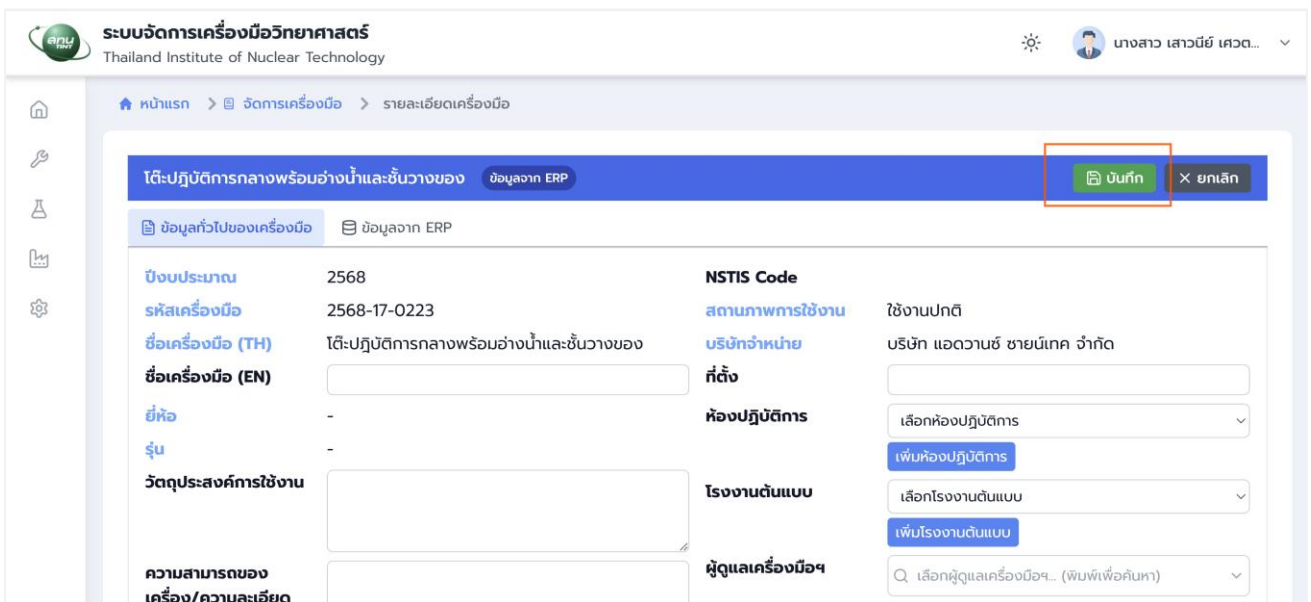 สทน
TINT
ระบบจัดการเครื่องมือวิทยาศาสตร์
Thailand Institute of Nuclear Technology
นางสาว เสาวนีย์ เศวต...
หน้าแรก > จัดการเครื่องมือ > รายละเอียดเครื่องมือ
โต๊ะปฎิบัติการกลางพร้อมอ่างน้ำและชั้นวางของ ข้อมูลจาก ERP บันทึก × ยกเลิก
ข้อมูลทั่วไปของเครื่องมือ ข้อมูลจาก ERP
ปีงบประมาณ 2568 NSTIS Code
รหัสเครื่องมือ 2568-17-0223 สถานภาพการใช้งาน ใช้งานปกติ
ชื่อเครื่องมือ (TH) โต๊ะปฎิบัติการกลางพร้อมอ่างน้ำและชั้นวางของ บริษัทจำหน่าย บริษัท แอดวานซ์ ซายน์เทค จำกัด
ชื่อเครื่องมือ (EN) ที่ตั้ง
ยี่ห้อ - ห้องปฏิบัติการ เลือกห้องปฏิบัติการ
รุ่น - เพิ่มห้องปฏิบัติการ
วัตถุประสงค์การใช้งาน โรงงานต้นแบบ เลือกโรงงานต้นแบบ
เพิ่มโรงงานต้นแบบ
ความสามารถของ ผู้ดูแลเครื่องมือฯ เลือกผู้ดูแลเครื่องมือฯ... (พิมพ์เพื่อค้นหา)
เครื่อง/ความละเอียด